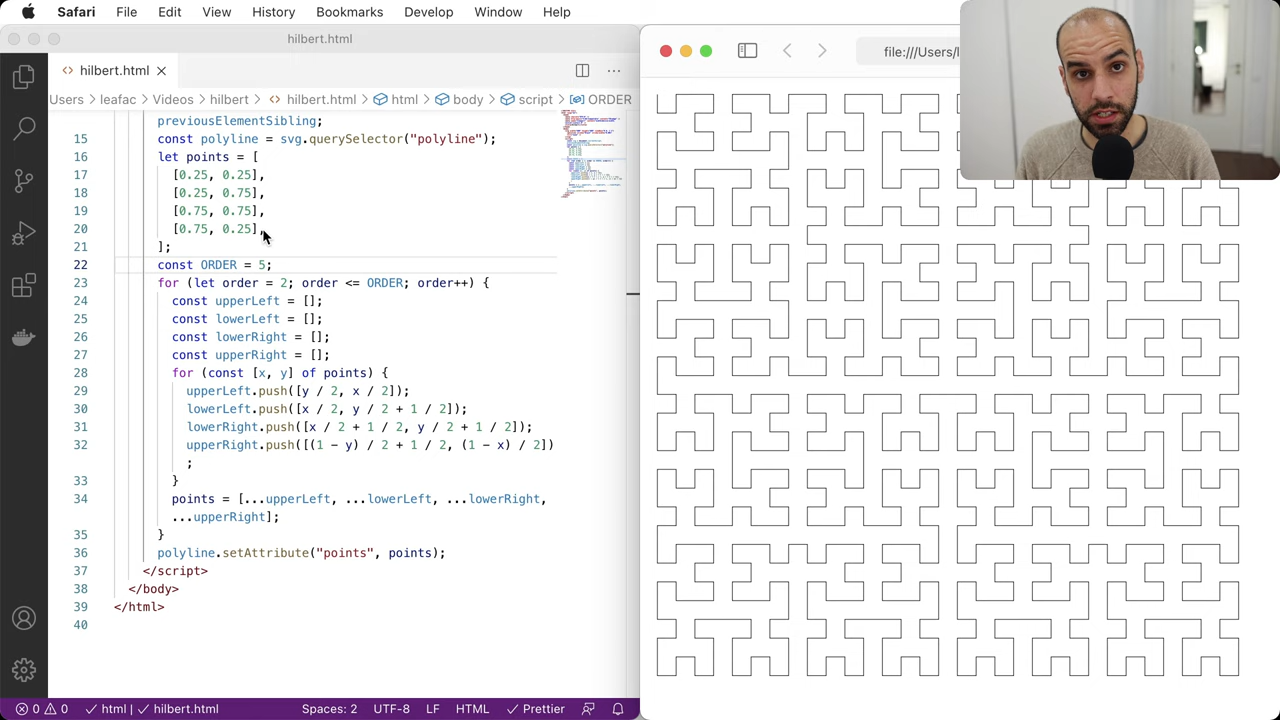 Safari File Edit View History Bookmarks Develop Window Help
hilbert.html
hilbert.html
Users > leafac > Videos > hilbert > hilbert.html > html > body > script > ORDER
file:///Users/l
previousElementSibling;
15 const polyline = svg.querySelector("polyline");
16 let points = [
17 [0.25, 0.25],
18 [0.25, 0.75],
19 [0.75, 0.75],
20 [0.75, 0.25],
21 ];
22 const ORDER = 5;
23 for (let order = 2; order <= ORDER; order++) {
24 const upperLeft = [];
25 const lowerLeft = [];
26 const lowerRight = [];
27 const upperRight = [];
28 for (const [x, y] of points) {
29 upperLeft.push([y / 2, x / 2]);
30 lowerLeft.push([x / 2, y / 2 + 1 / 2]);
31 lowerRight.push([x / 2 + 1 / 2, y / 2 + 1 / 2]);
32 upperRight.push([(1 - y) / 2 + 1 / 2, (1 - x) / 2])
;
33 }
34 points = [...upperLeft, ...lowerLeft, ...lowerRight,
...upperRight];
35 }
36 polyline.setAttribute("points", points);
37 </script>
38 </body>
39 </html>
40
0 0 html | hilbert.html Spaces: 2 UTF-8 LF HTML Prettier